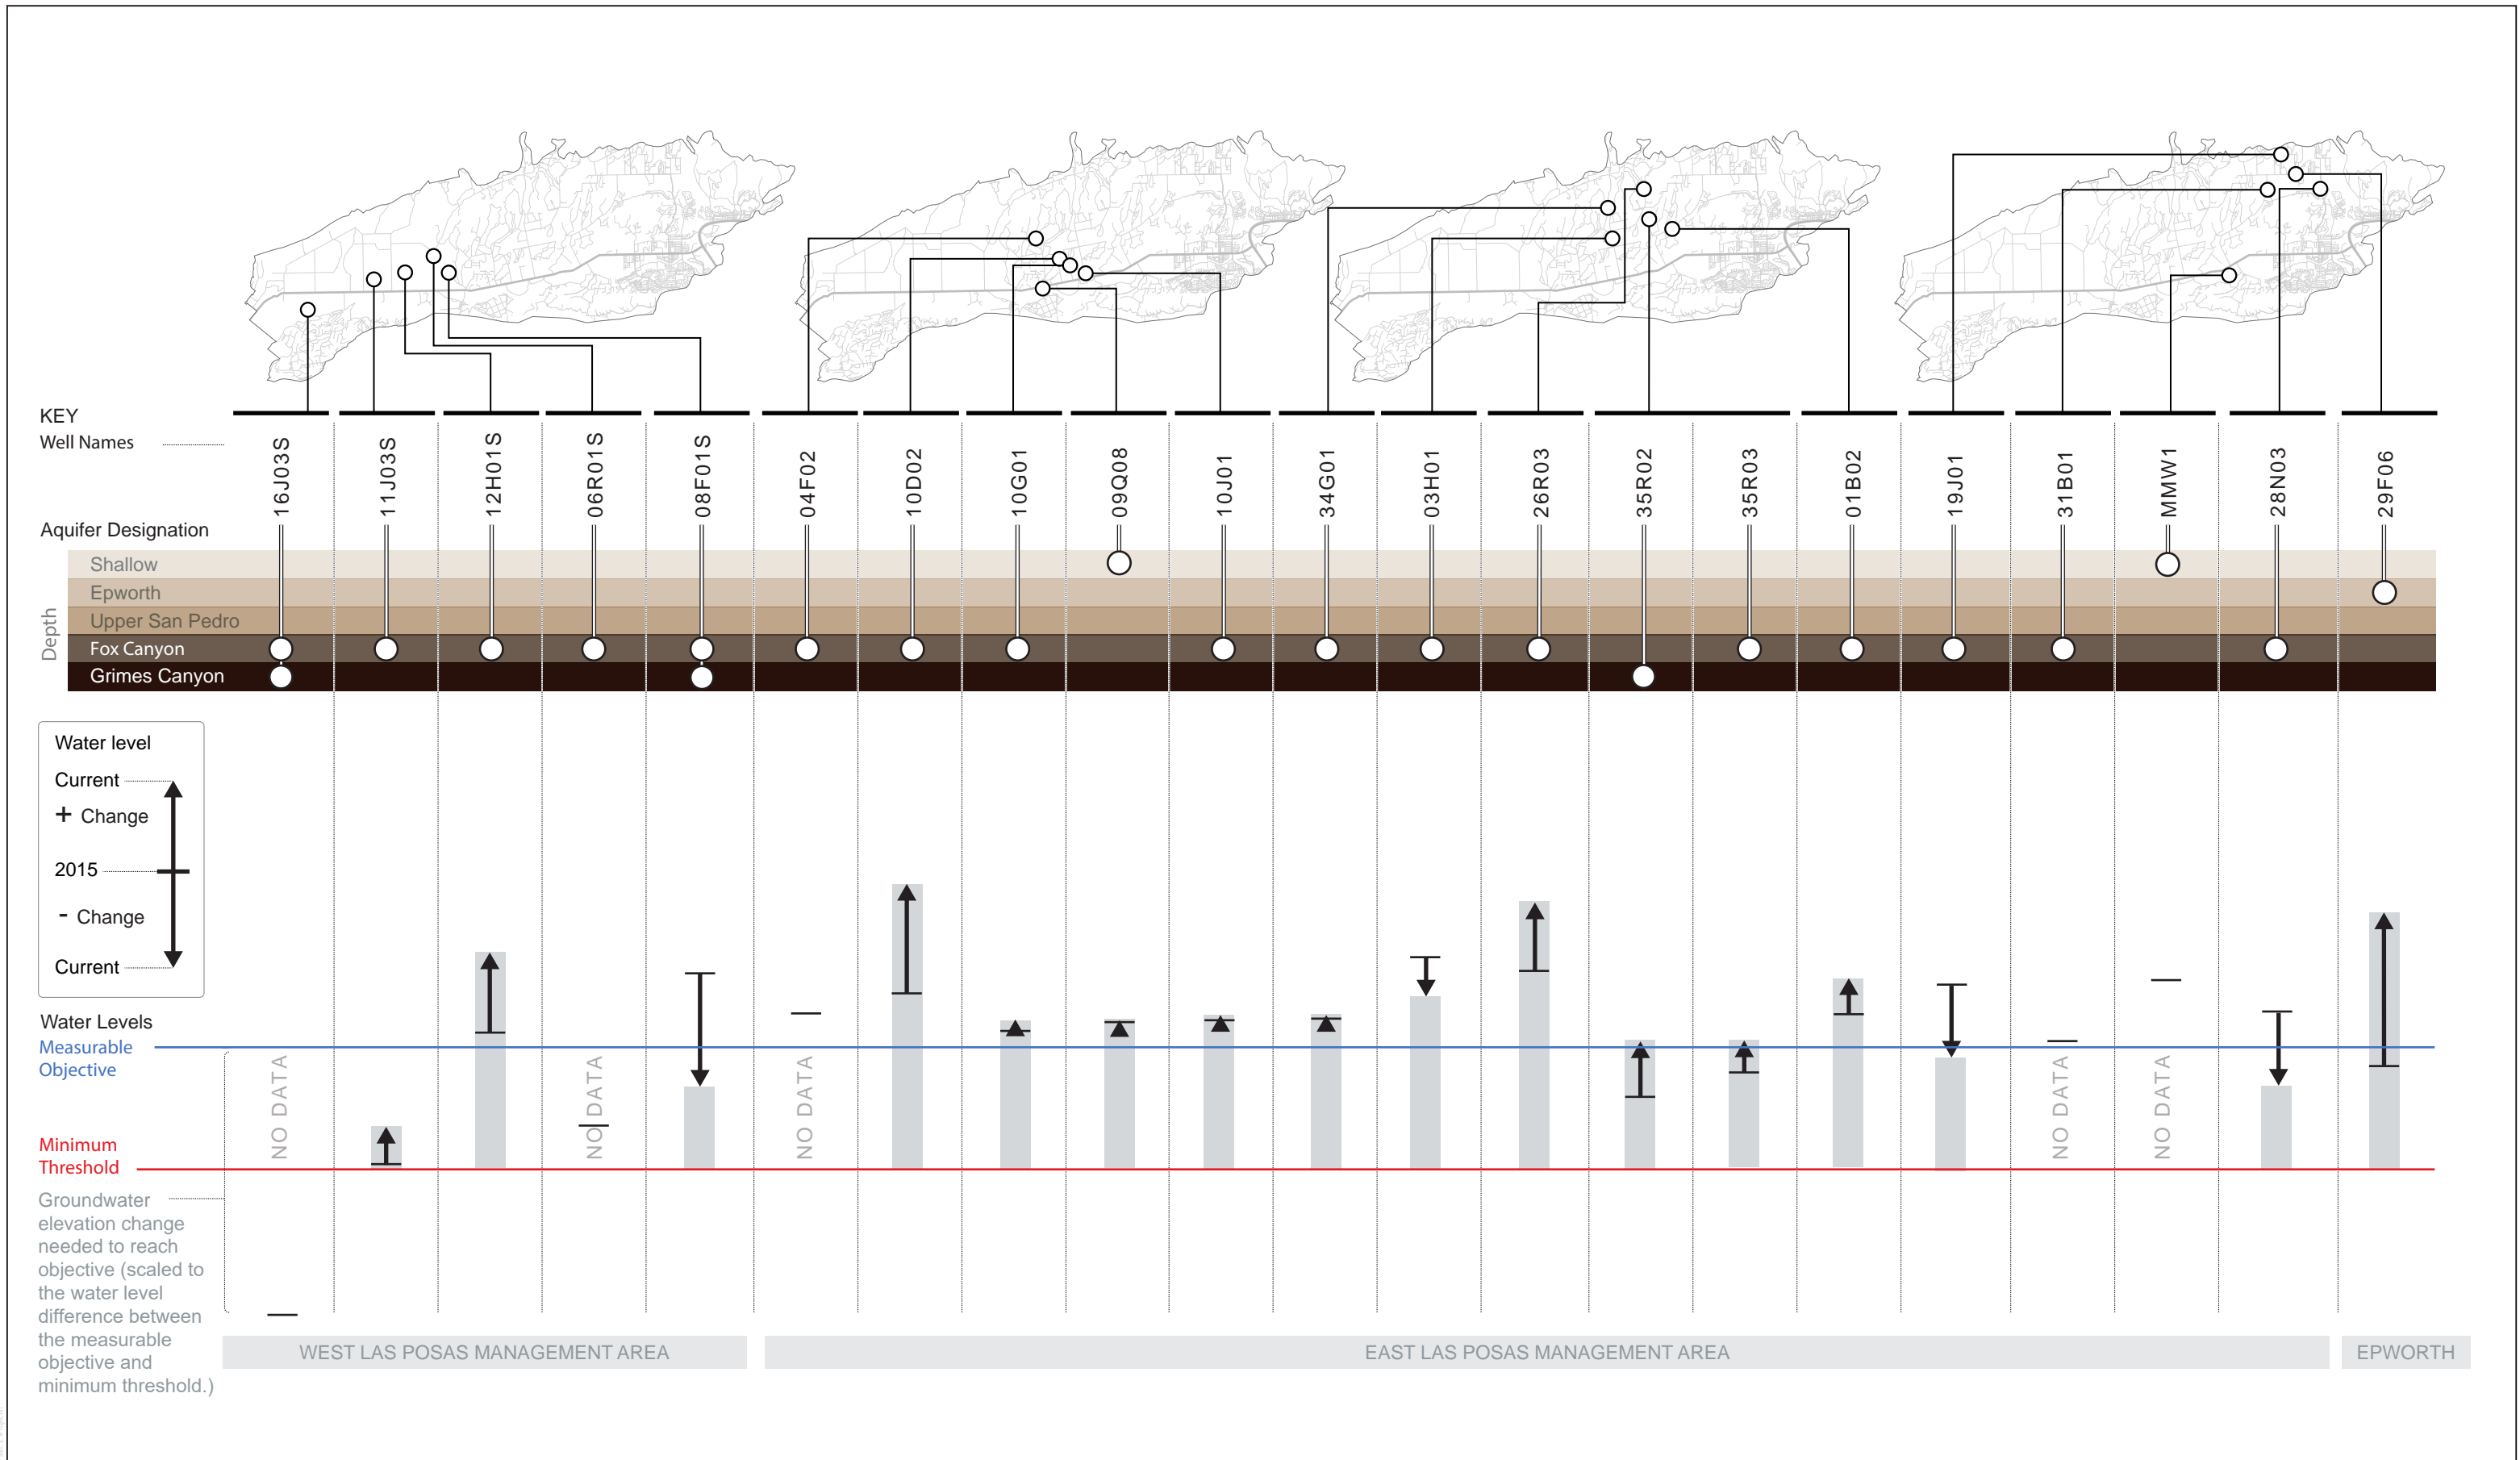 KEY
Well Names
16J03S
11J03S
12H01S
06R01S
08F01S
04F02
10D02
10G01
09Q08
10J01
34G01
03H01
26R03
35R02
35R03
01B02
19J01
31B01
MMW1
28N03
29F06
Aquifer Designation
Depth
Shallow
Epworth
Upper San Pedro
Fox Canyon
Grimes Canyon
Water level
Current
+ Change
2015
- Change
Current
Water Levels
Measurable
Objective
NO DATA
NO DATA
NO DATA
NO DATA
NO DATA
Minimum
Threshold
Groundwater
elevation change
needed to reach
objective (scaled to
the water level
difference between
the measurable
objective and
minimum threshold.)
WEST LAS POSAS MANAGEMENT AREA
EAST LAS POSAS MANAGEMENT AREA
EPWORTH